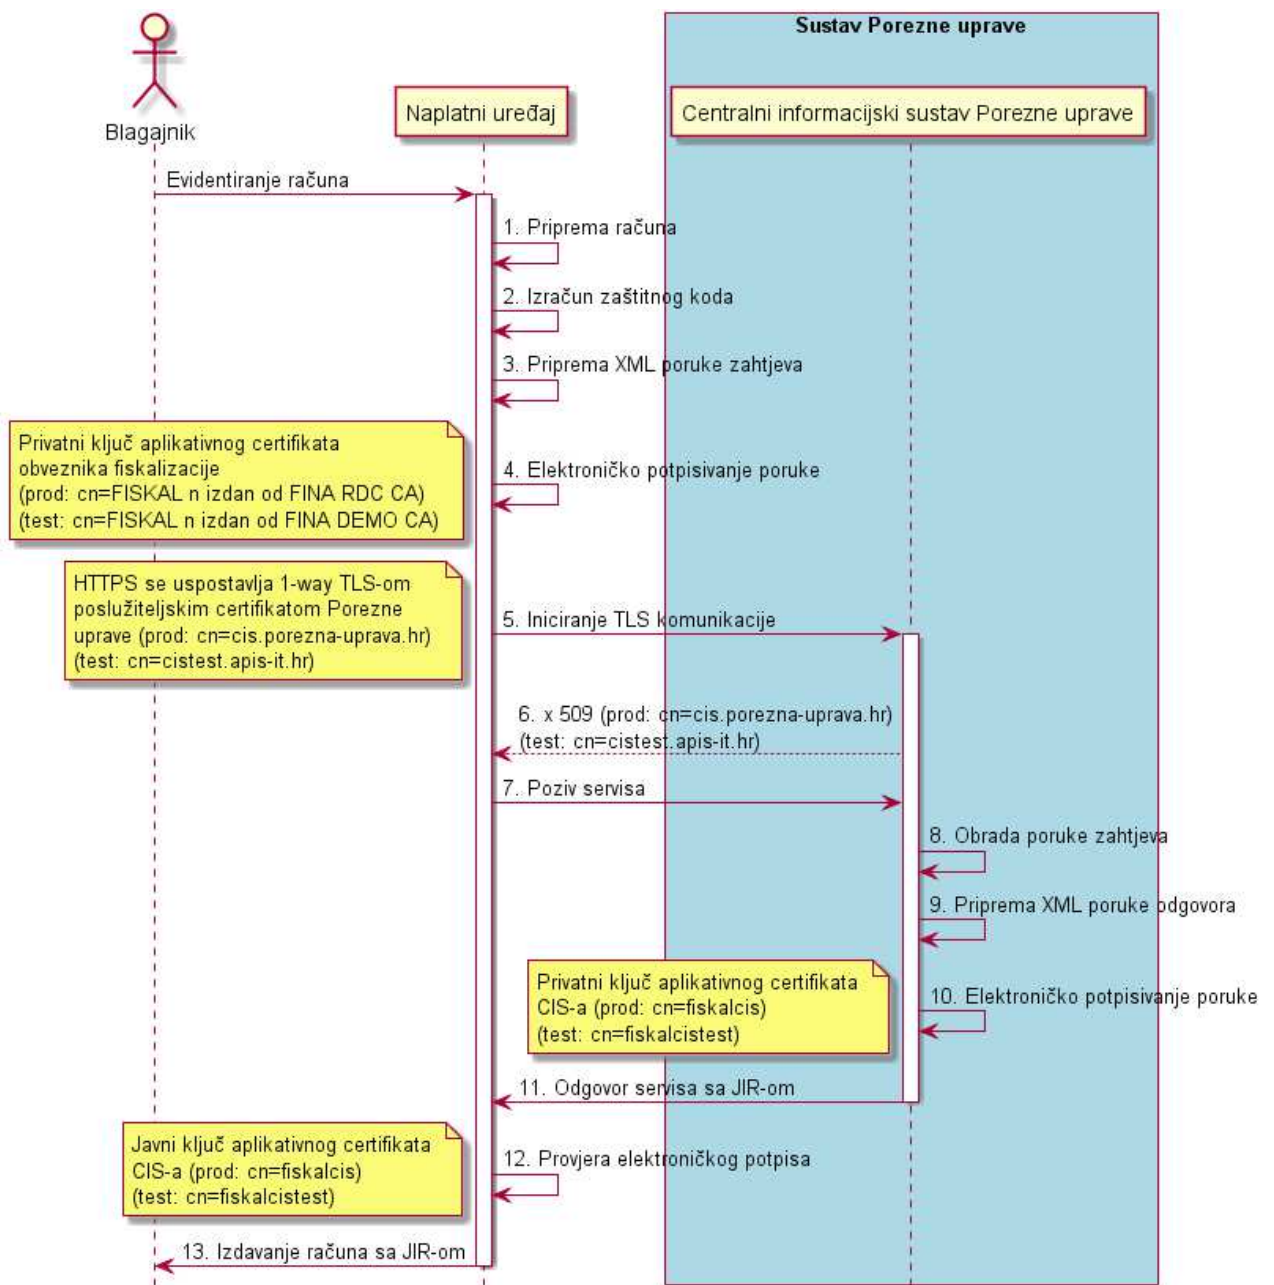 Sustav Porezne uprave
Blagajnik
Naplatni uređaj
Centralni informacijski sustav Porezne uprave
Evidentiranje računa
1. Priprema računa
2. Izračun zaštitnog koda
3. Priprema XML poruke zahtjeva
Privatni ključ aplikativnog certifikata
obveznika fiskalizacije
(prod: cn=FISKAL n izdan od FINA RDC CA)
(test: cn=FISKAL n izdan od FINA DEMO CA)
4. Elektroničko potpisivanje poruke
HTTPS se uspostavlja 1-way TLS-om
poslužiteljskim certifikatom Porezne
uprave (prod: cn=cis.porezna-uprava.hr)
(test: cn=cistest.apis-it.hr)
5. Iniciranje TLS komunikacije
6. x 509 (prod: cn=cis.porezna-uprava.hr)
(test: cn=cistest.apis-it.hr)
7. Poziv servisa
8. Obrada poruke zahtjeva
9. Priprema XML poruke odgovora
Privatni ključ aplikativnog certifikata
CIS-a (prod: cn=fiskalcis)
(test: cn=fiskalcistest)
10. Elektroničko potpisivanje poruke
11. Odgovor servisa sa JIR-om
Javni ključ aplikativnog certifikata
CIS-a (prod: cn=fiskalcis)
(test: cn=fiskalcistest)
12. Provjera elektroničkog potpisa
13. Izdavanje računa sa JIR-om